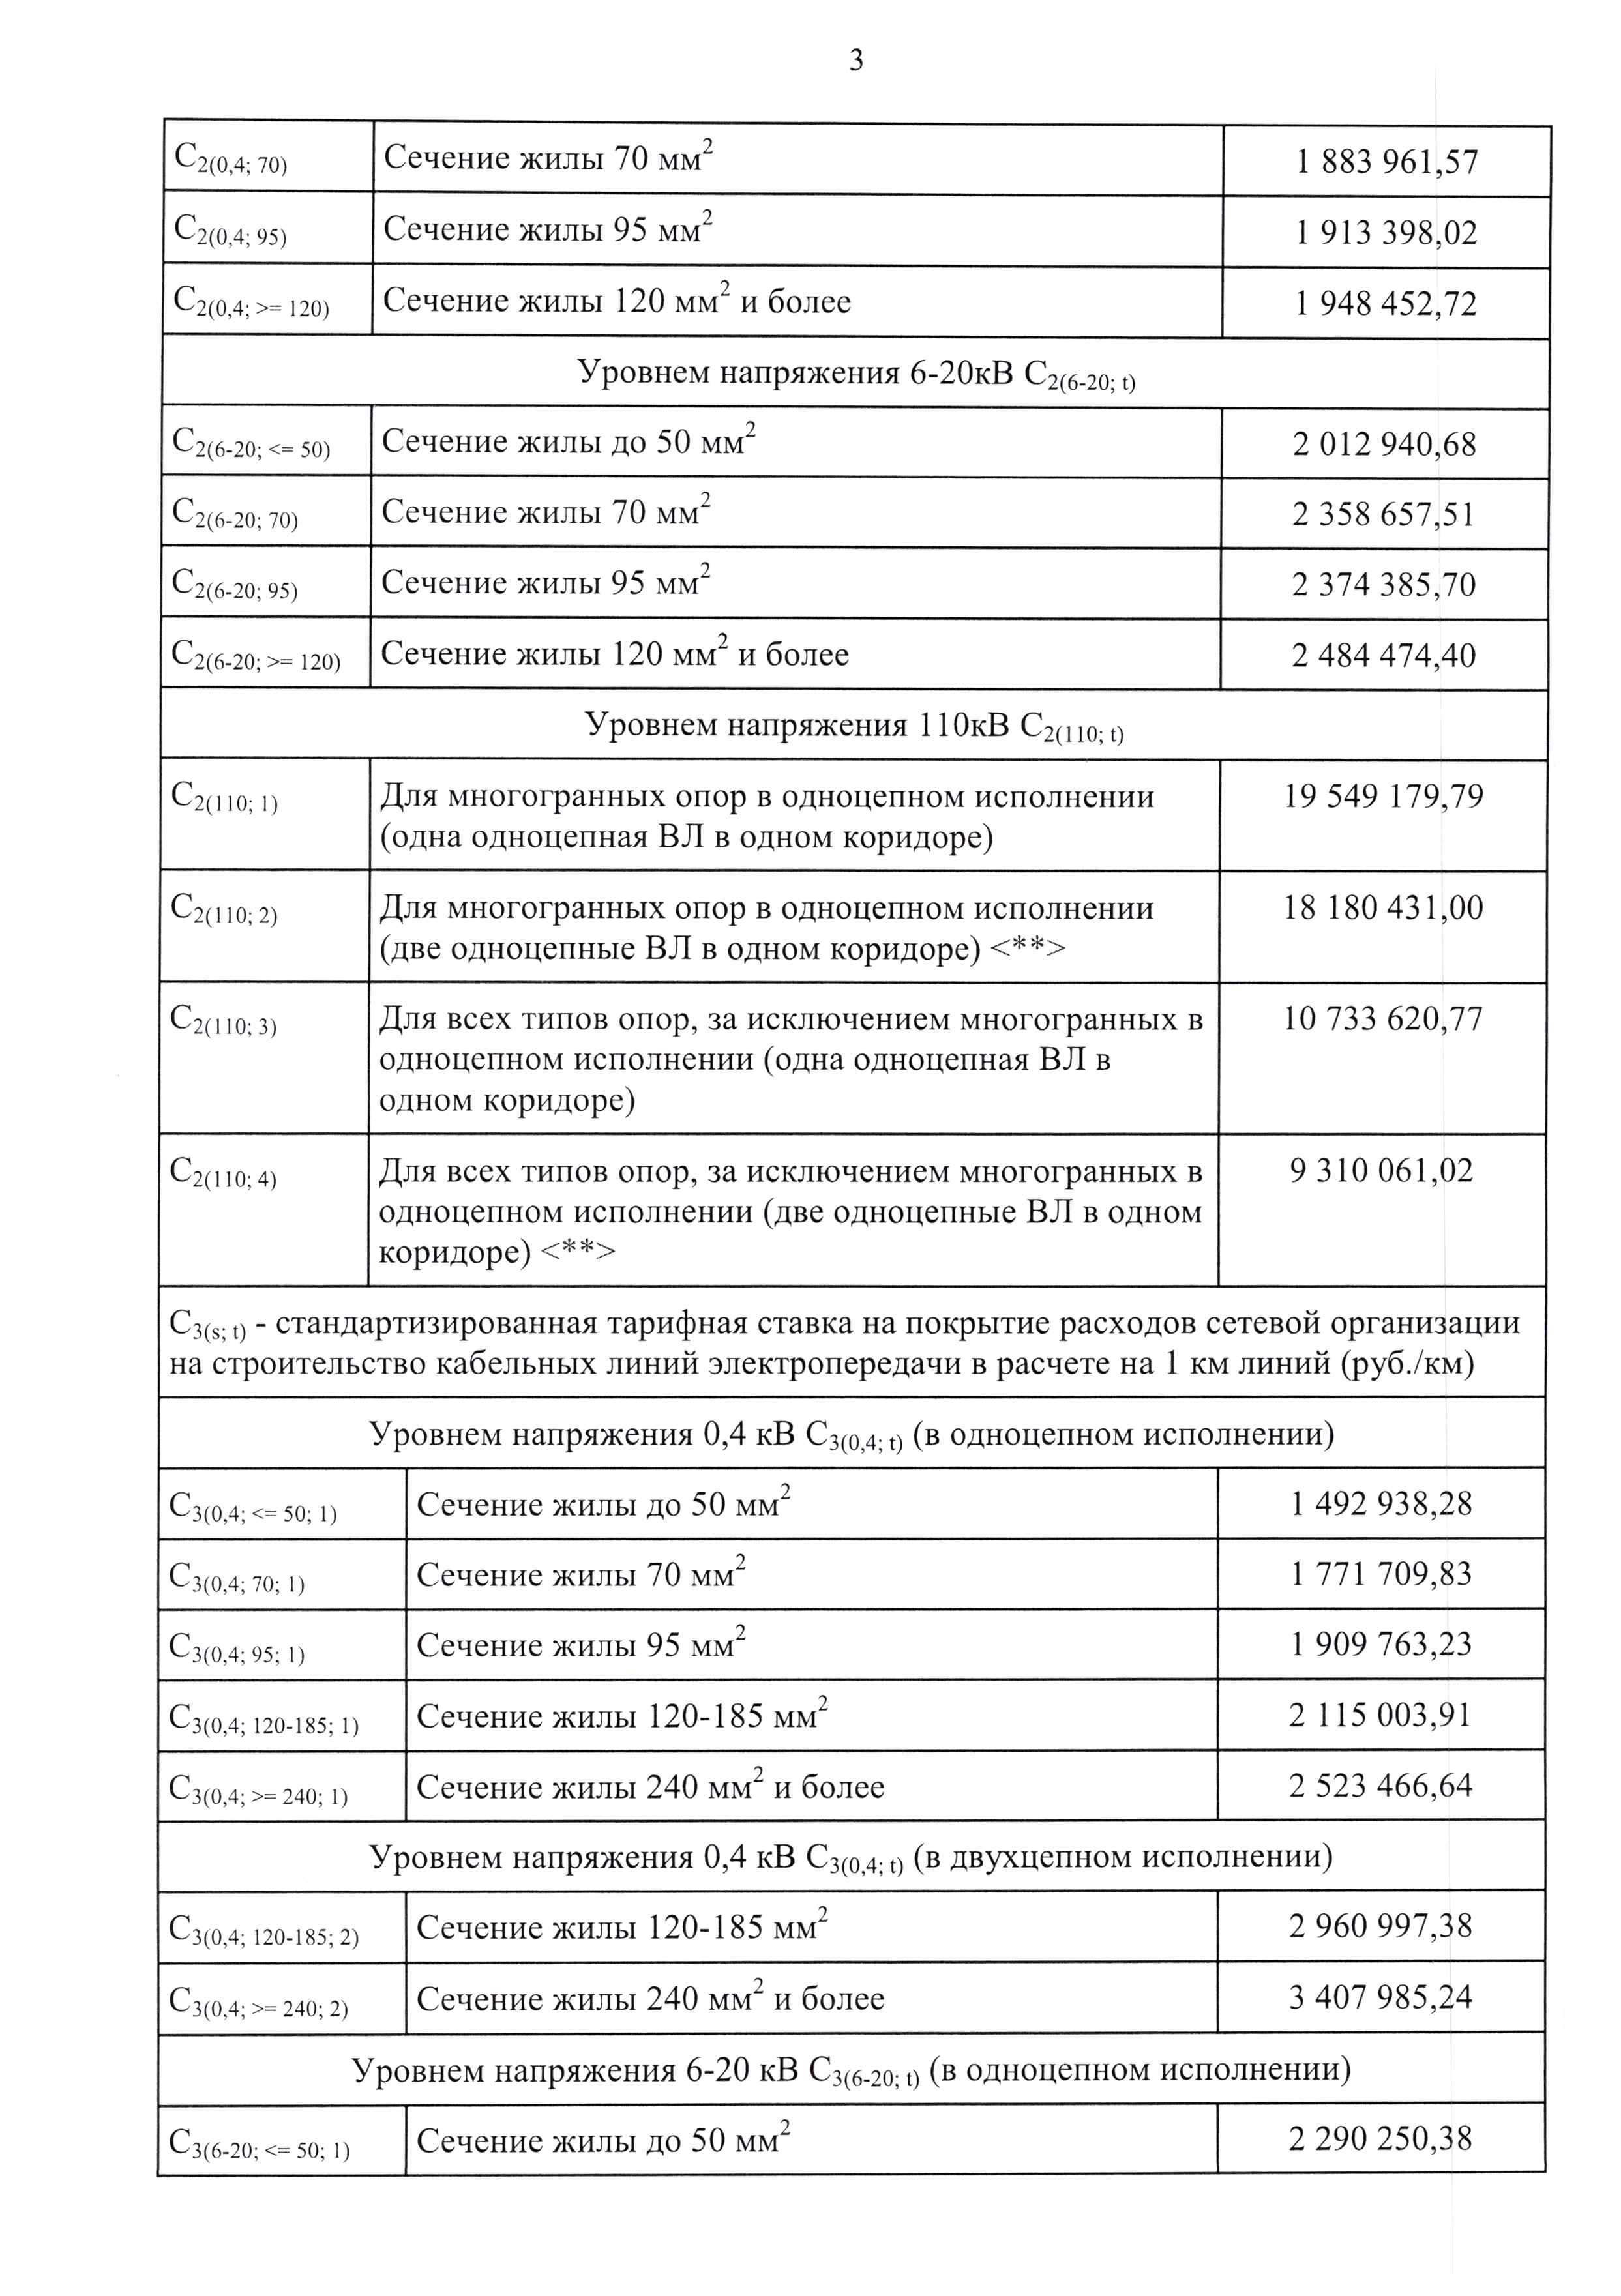 3
C2(0,4; 70) Сечение жилы 70 мм² 1 883 961,57
C2(0,4; 95) Сечение жилы 95 мм² 1 913 398,02
C2(0,4; >= 120) Сечение жилы 120 мм² и более 1 948 452,72
Уровнем напряжения 6-20кВ C2(6-20; t)
C2(6-20; <= 50) Сечение жилы до 50 мм² 2 012 940,68
C2(6-20; 70) Сечение жилы 70 мм² 2 358 657,51
C2(6-20; 95) Сечение жилы 95 мм² 2 374 385,70
C2(6-20; >= 120) Сечение жилы 120 мм² и более 2 484 474,40
Уровнем напряжения 110кВ C2(110; t)
C2(110; 1) Для многогранных опор в одноцепном исполнении 19 549 179,79
(одна одноцепная ВЛ в одном коридоре)
C2(110; 2) Для многогранных опор в одноцепном исполнении 18 180 431,00
(две одноцепные ВЛ в одном коридоре) <**>
C2(110; 3) Для всех типов опор, за исключением многогранных в 10 733 620,77
одноцепном исполнении (одна одноцепная ВЛ в
одном коридоре)
C2(110; 4) Для всех типов опор, за исключением многогранных в 9 310 061,02
одноцепном исполнении (две одноцепные ВЛ в одном
коридоре) <**>
C3(s; t) - стандартизированная тарифная ставка на покрытие расходов сетевой организации
на строительство кабельных линий электропередачи в расчете на 1 км линий (руб./км)
Уровнем напряжения 0,4 кВ C3(0,4; t) (в одноцепном исполнении)
C3(0,4; <= 50; 1) Сечение жилы до 50 мм² 1 492 938,28
C3(0,4; 70; 1) Сечение жилы 70 мм² 1 771 709,83
C3(0,4; 95; 1) Сечение жилы 95 мм² 1 909 763,23
C3(0,4; 120-185; 1) Сечение жилы 120-185 мм² 2 115 003,91
C3(0,4; >= 240; 1) Сечение жилы 240 мм² и более 2 523 466,64
Уровнем напряжения 0,4 кВ C3(0,4; t) (в двухцепном исполнении)
C3(0,4; 120-185; 2) Сечение жилы 120-185 мм² 2 960 997,38
C3(0,4; >= 240; 2) Сечение жилы 240 мм² и более 3 407 985,24
Уровнем напряжения 6-20 кВ C3(6-20; t) (в одноцепном исполнении)
C3(6-20; <= 50; 1) Сечение жилы до 50 мм² 2 290 250,38